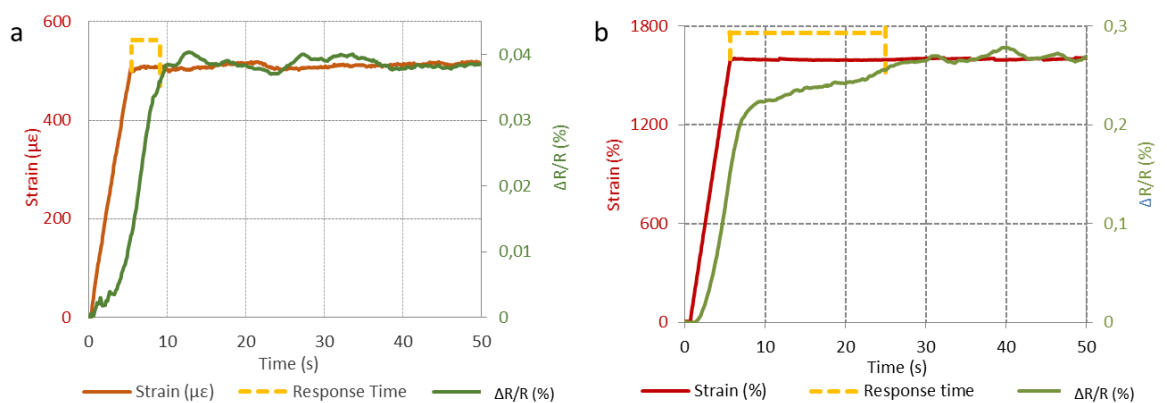 a
600
400
200
0
Strain (με)
0,04
0,03
0,02
0,01
0
ΔR/R (%)
0 10 20 30 40 50
Time (s)
Strain (με) Response Time ΔR/R (%)
b
1800
1200
600
0
Strain (%)
0,3
0,2
0,1
0
ΔR/R (%)
0 10 20 30 40 50
Time (s)
Strain (%) Response time ΔR/R (%)